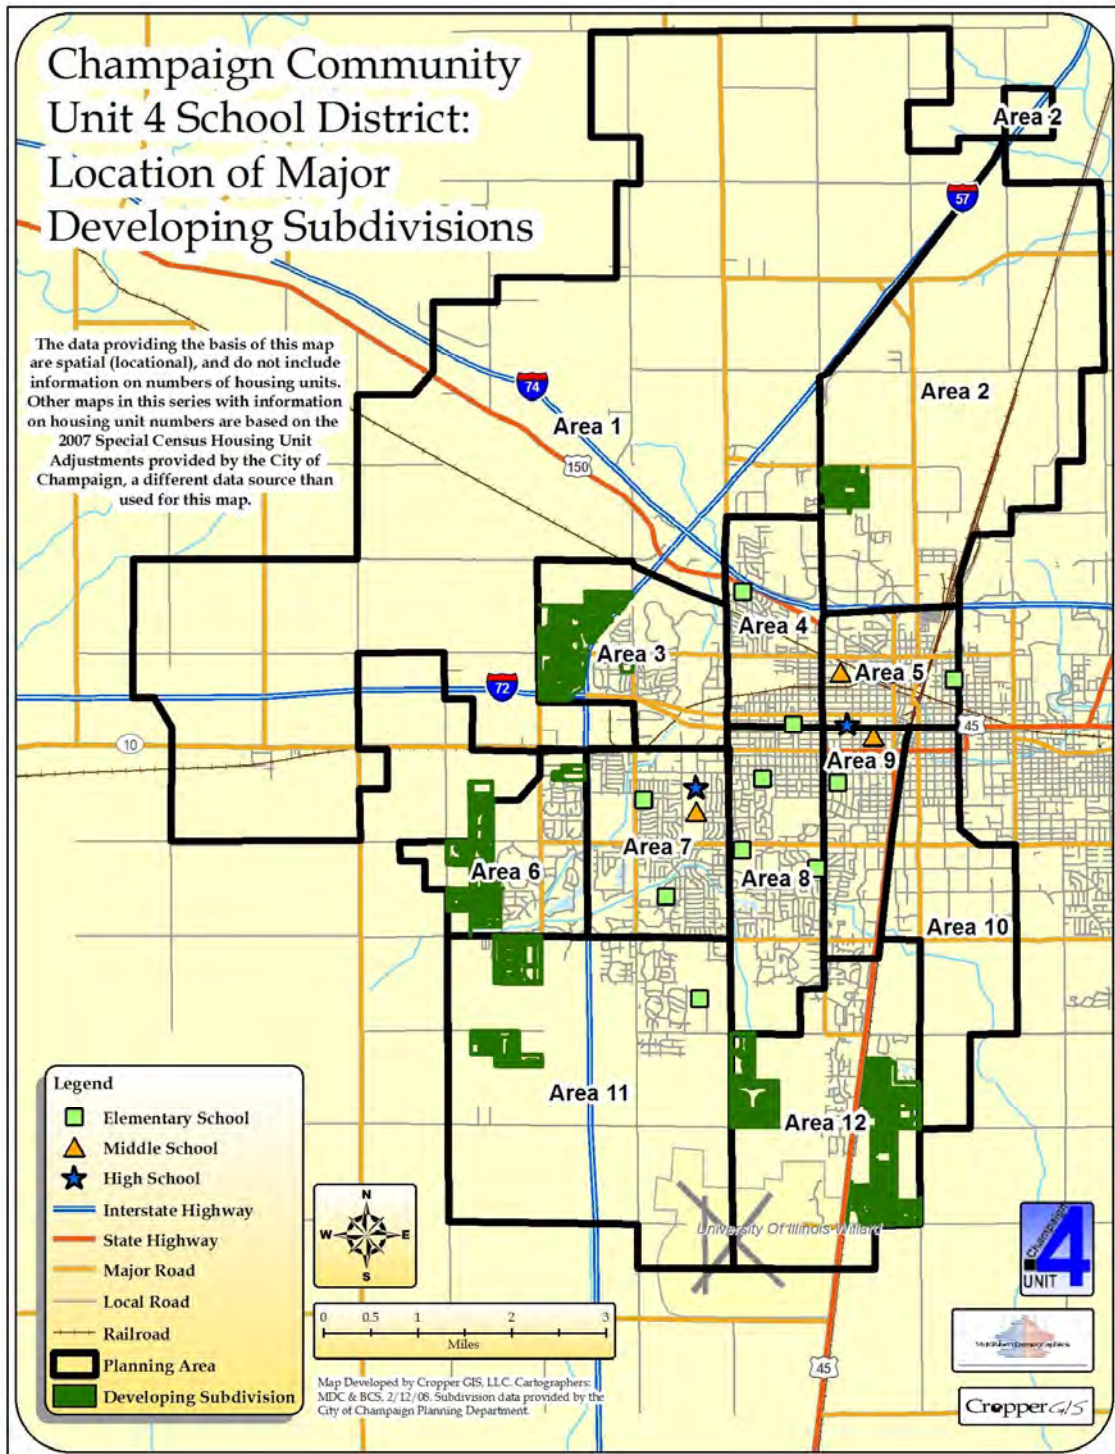 Champaign Community
Unit 4 School District:
Location of Major
Developing Subdivisions
The data providing the basis of this map
are spatial (locational), and do not include
information on numbers of housing units.
Other maps in this series with information
on housing unit numbers are based on the
2007 Special Census Housing Unit
Adjustments provided by the City of
Champaign, a different data source than
used for this map.
Area 2
57
Area 2
74
Area 1
150
Area 4
Area 3
Area 5
72
45
10
Area 9
Area 7
Area 6
Area 8
Area 10
Area 11
Area 12
University Of Illinois-Willard
45
Legend
Elementary School
Middle School
High School
Interstate Highway
State Highway
Major Road
Local Road
Railroad
Planning Area
Developing Subdivision
N
W E
S
0 0.5 1 2 3
Miles
Map Developed by Cropper GIS, LLC. Cartographers:
MDC & BCS, 2/12/08. Subdivision data provided by the
City of Champaign Planning Department.
Champaign
4
UNIT
McKibben Demographics
Cropper GIS